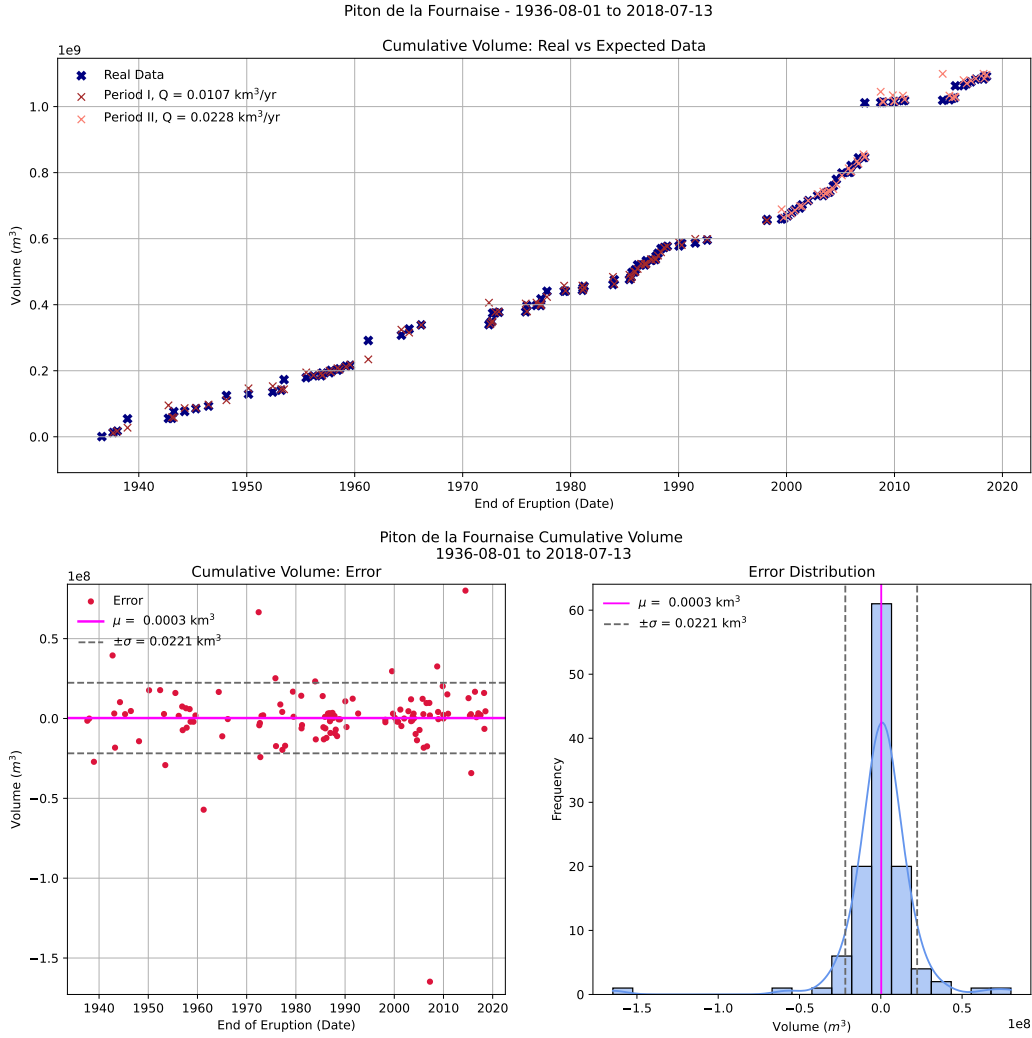 Piton de la Fournaise - 1936-08-01 to 2018-07-13
Cumulative Volume: Real vs Expected Data
1e9
Real Data
Period I, Q = 0.0107 km³/yr
Period II, Q = 0.0228 km³/yr
1.0
0.8
0.6
0.4
0.2
0.0
Volume (m³)
1940 1950 1960 1970 1980 1990 2000 2010 2020
End of Eruption (Date)
Piton de la Fournaise Cumulative Volume
1936-08-01 to 2018-07-13
Cumulative Volume: Error
1e8
Error
μ = 0.0003 km³
±σ = 0.0221 km³
0.5
0.0
−0.5
−1.0
−1.5
Volume (m³)
1940 1950 1960 1970 1980 1990 2000 2010 2020
End of Eruption (Date)
Error Distribution
μ = 0.0003 km³
±σ = 0.0221 km³
60
50
40
30
20
10
0
Frequency
−1.5 −1.0 −0.5 0.0 0.5
Volume (m³)
1e8